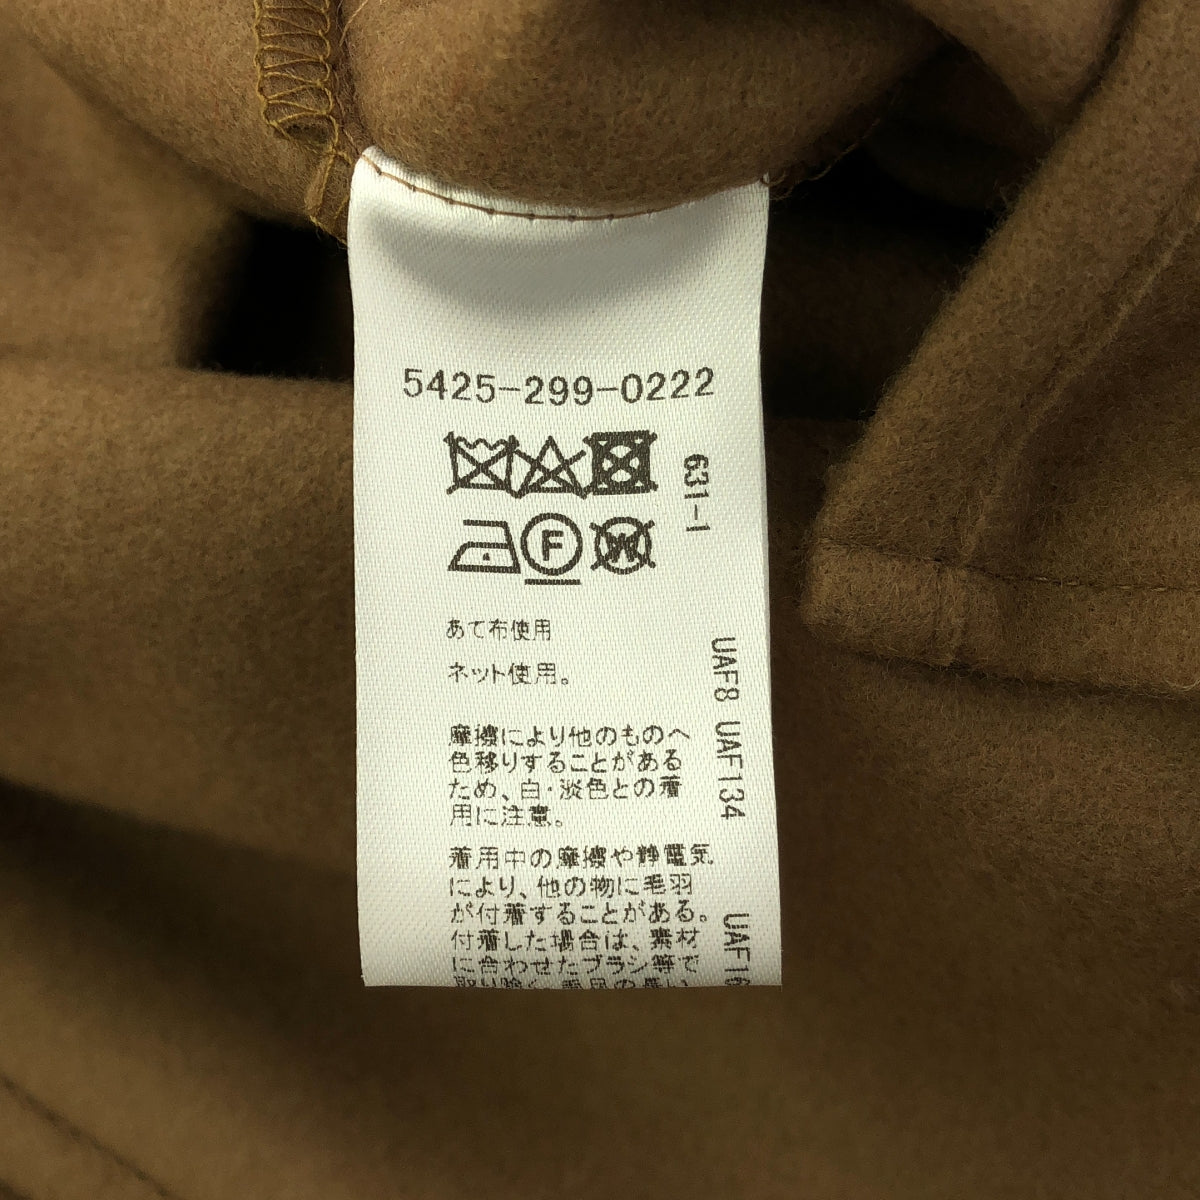 5425-299-0222
631-1
F
W
あて布使用
ネット使用。
摩擦により他のものへ
色移りすることがある
ため、白・淡色との着
用に注意。
着用中の摩擦や静電気
により、他の物に毛羽
が付着することがある。
付着した場合は、素材
に合わせたブラシ等で
取り除く
UAF8 UAF134
UAF16